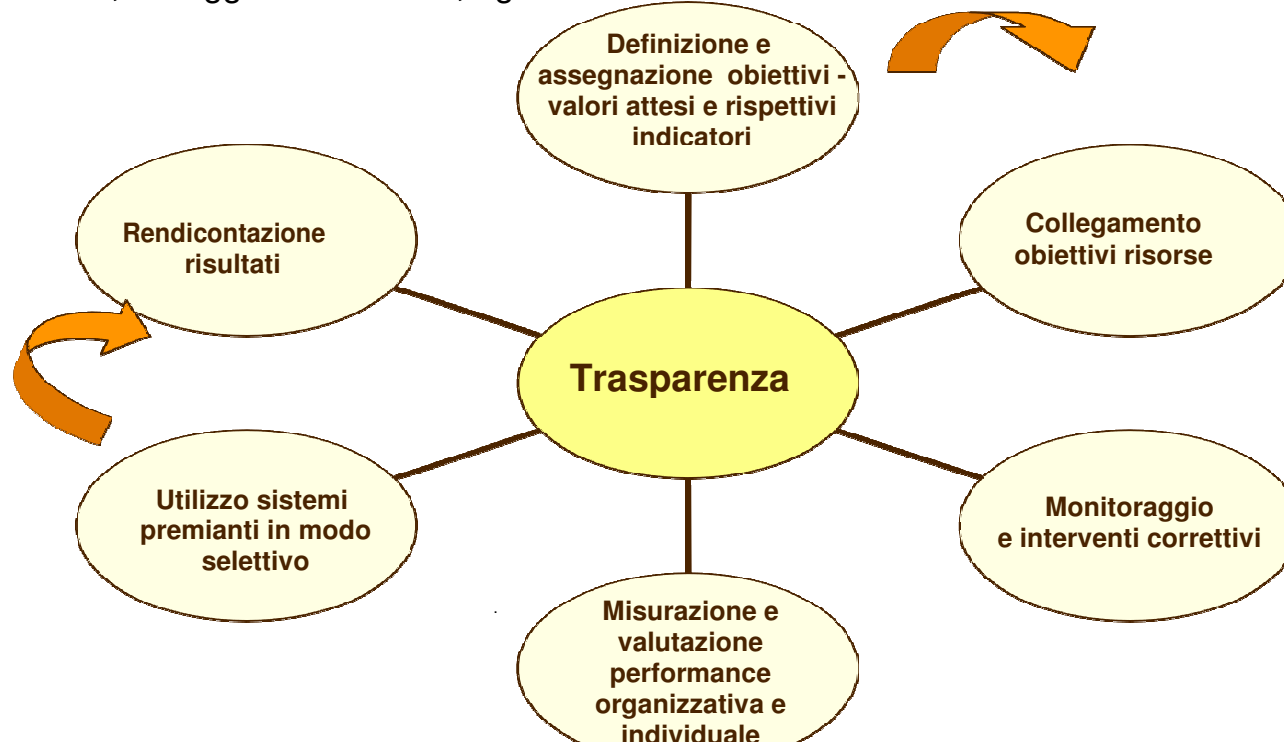 Definizione e
assegnazione obiettivi -
valori attesi e rispettivi
indicatori
Rendicontazione
risultati
Collegamento
obiettivi risorse
Trasparenza
Utilizzo sistemi
premianti in modo
selettivo
Monitoraggio
e interventi correttivi
Misurazione e
valutazione
performance
organizzativa e
individuale